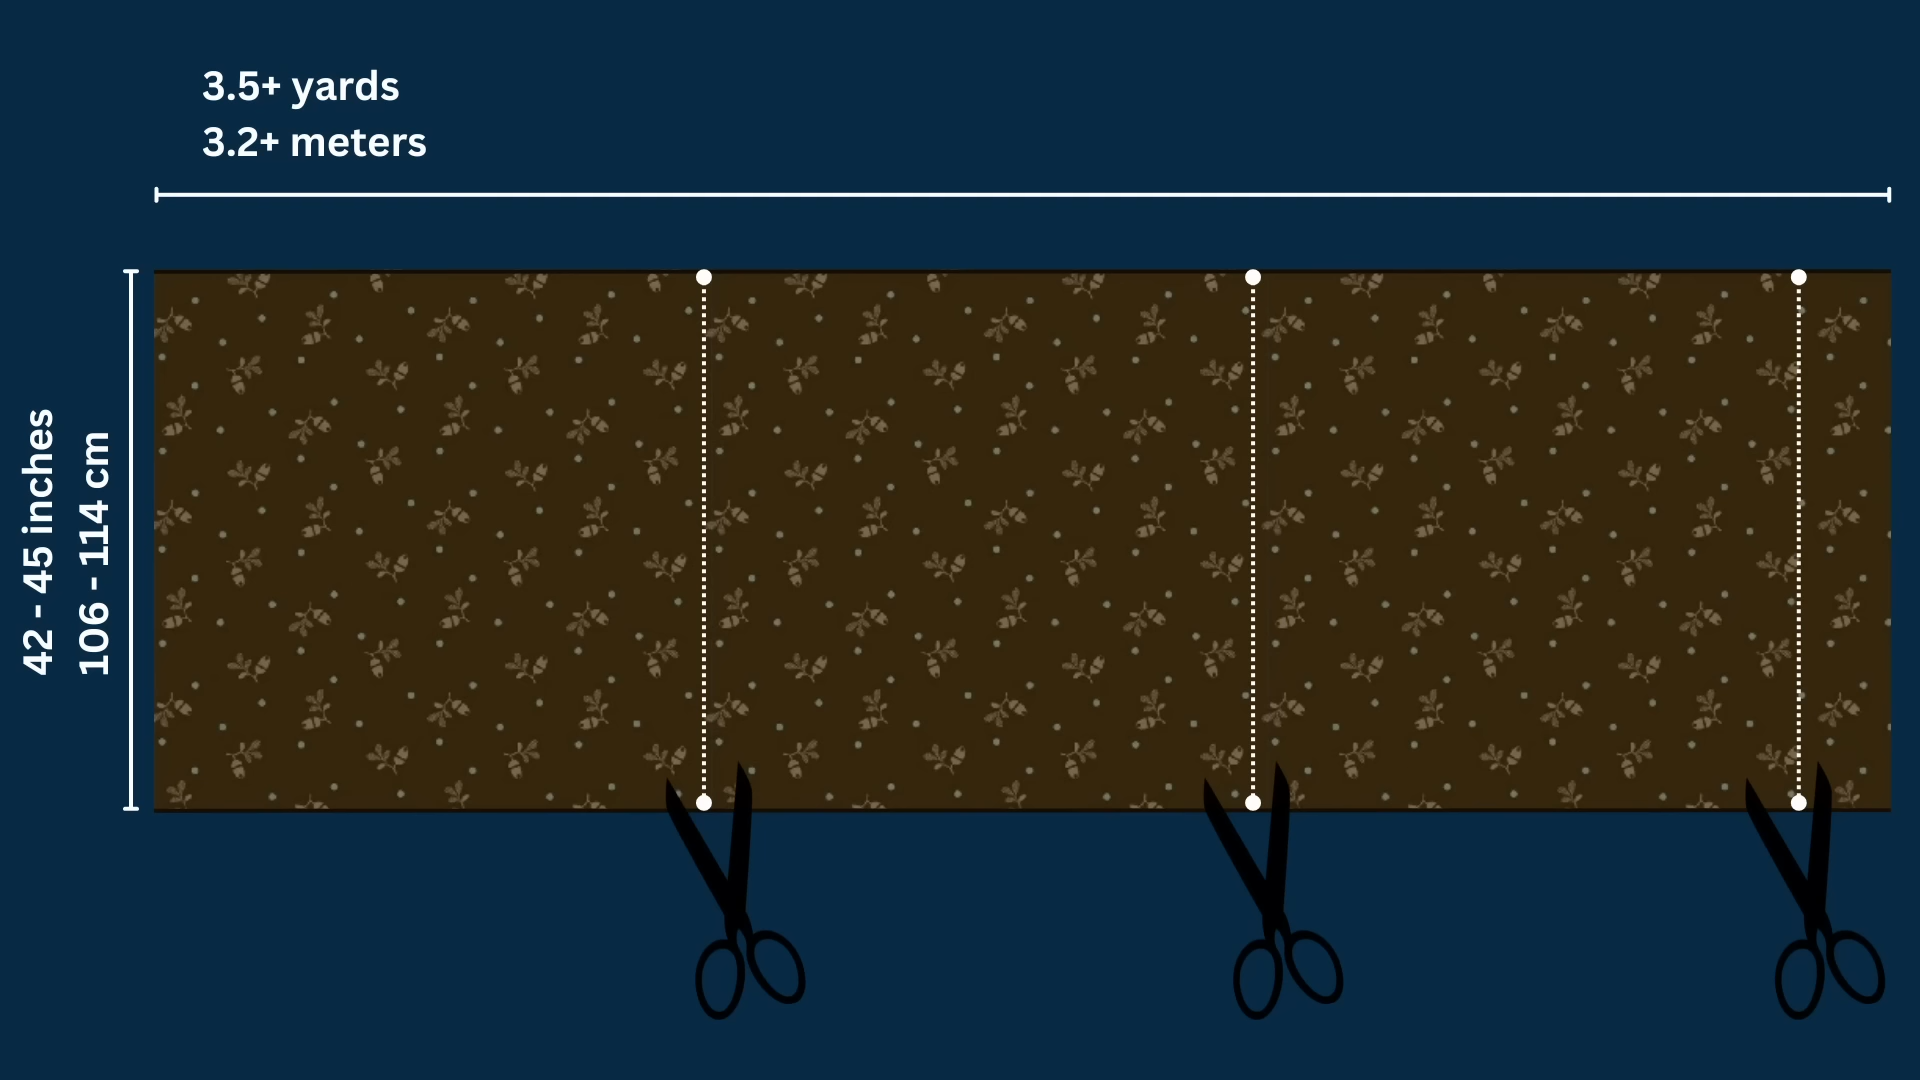 3.5+ yards
3.2+ meters
42 - 45 inches
106 - 114 cm